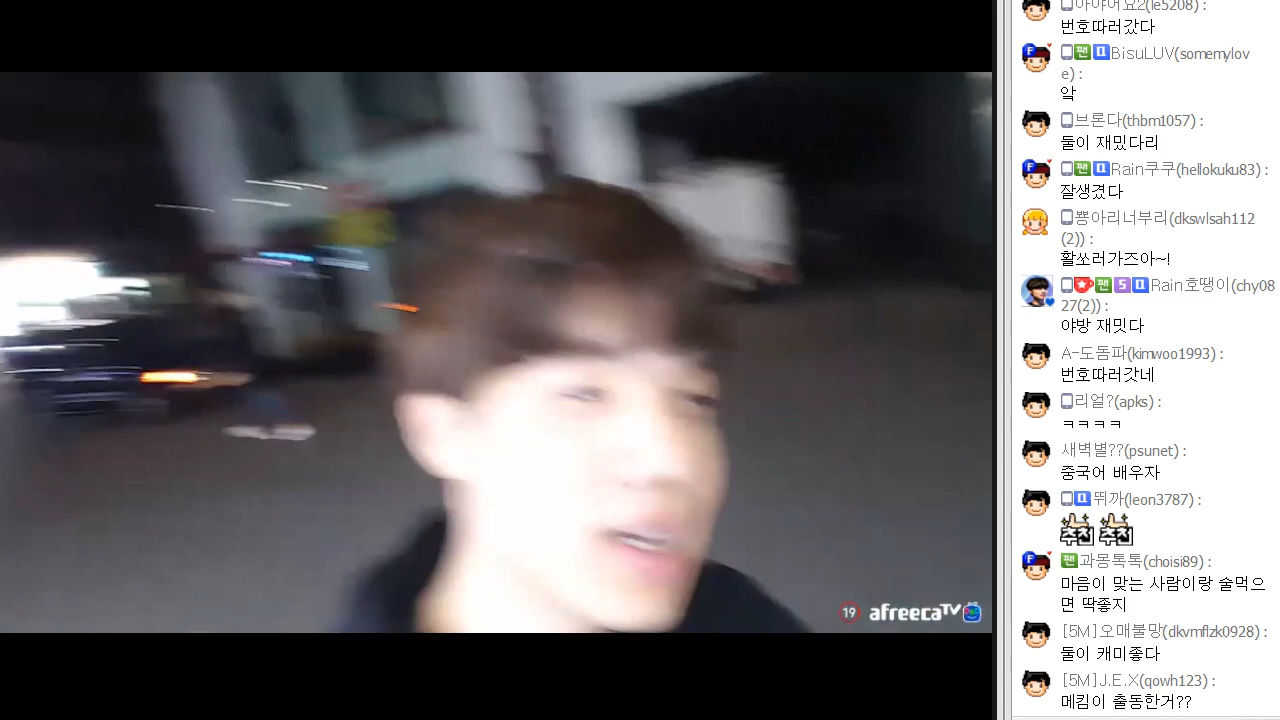 아야어요2(le5208) :
번호따러갔다
F 팬 BisuLUV(somemylov
e) :
악
브론다(thbm1057) :
둘이 재밌다리
F 팬 Rain쿠쿠(hellokuku83) :
잘생겼다
뿅아리너부리(dkswlsah112
(2)) :
활쏘러가즈아~!
팬 5 Rain호땡이(chy08
27(2)) :
야방 재밋다
A-도돔파(kimwoo1993) :
번호따러갓네
리얼?(apks) :
ㅋㅋㅋㅋ
새벽별??(psunet) :
중국어 배우자
뛰까(leon3787) :
추천 추천
F 팬 과몽톡톡(choisi89) :
마음이 맞는 사람이랑 술먹으
면 딱좋지
[5M]오매불망(dkvmflzk0928) :
둘이 캐미좋다
[5M]J.E.X(qowh123) :
메킴이 출동한거??
19 afreecaTV